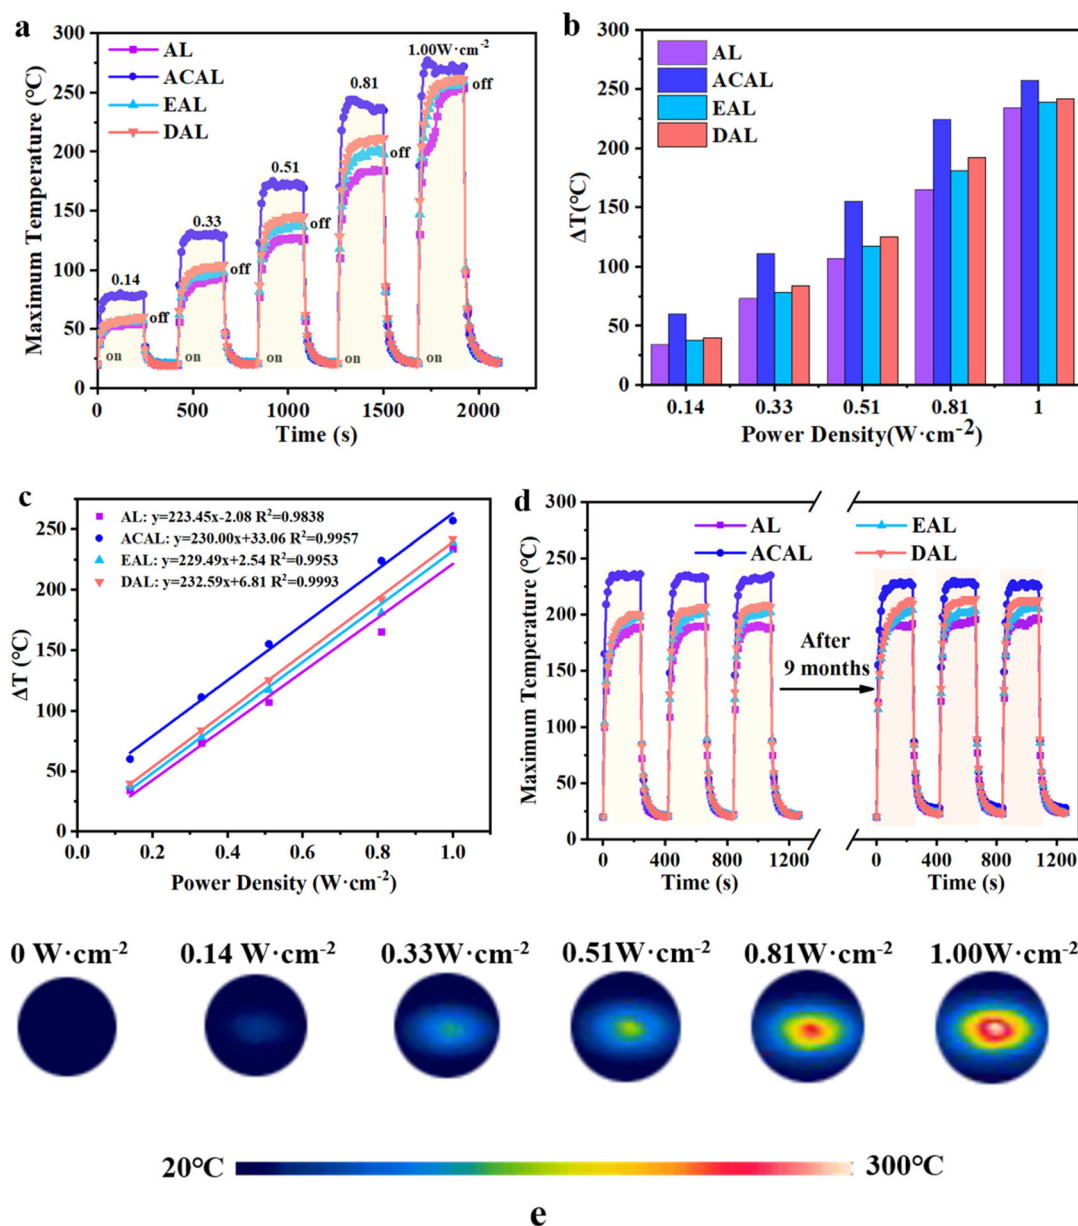 a
AL
ACAL
EAL
DAL
0.14
0.33
0.51
0.81
1.00W·cm-2
on
off
on
off
on
off
on
off
on
off
300
250
200
150
100
50
0
Maximum Temperature (°C)
0
500
1000
1500
2000
Time (s)
b
AL
ACAL
EAL
DAL
300
250
200
150
100
50
0
ΔT(°C)
0.14
0.33
0.51
0.81
1
Power Density(W·cm-2)
c
AL: y=223.45x-2.08 R2=0.9838
ACAL: y=230.00x+33.06 R2=0.9957
EAL: y=229.49x+2.54 R2=0.9953
DAL: y=232.59x+6.81 R2=0.9993
250
200
150
100
50
0
ΔT (°C)
0.0
0.2
0.4
0.6
0.8
1.0
Power Density (W·cm-2)
d
AL
ACAL
EAL
DAL
300
250
200
150
100
50
0
Maximum Temperature (°C)
After
9 months
0
400
800
1200
0
400
800
1200
Time (s)
Time (s)
0 W·cm-2
0.14 W·cm-2
0.33W·cm-2
0.51W·cm-2
0.81W·cm-2
1.00W·cm-2
20°C
300°C
e